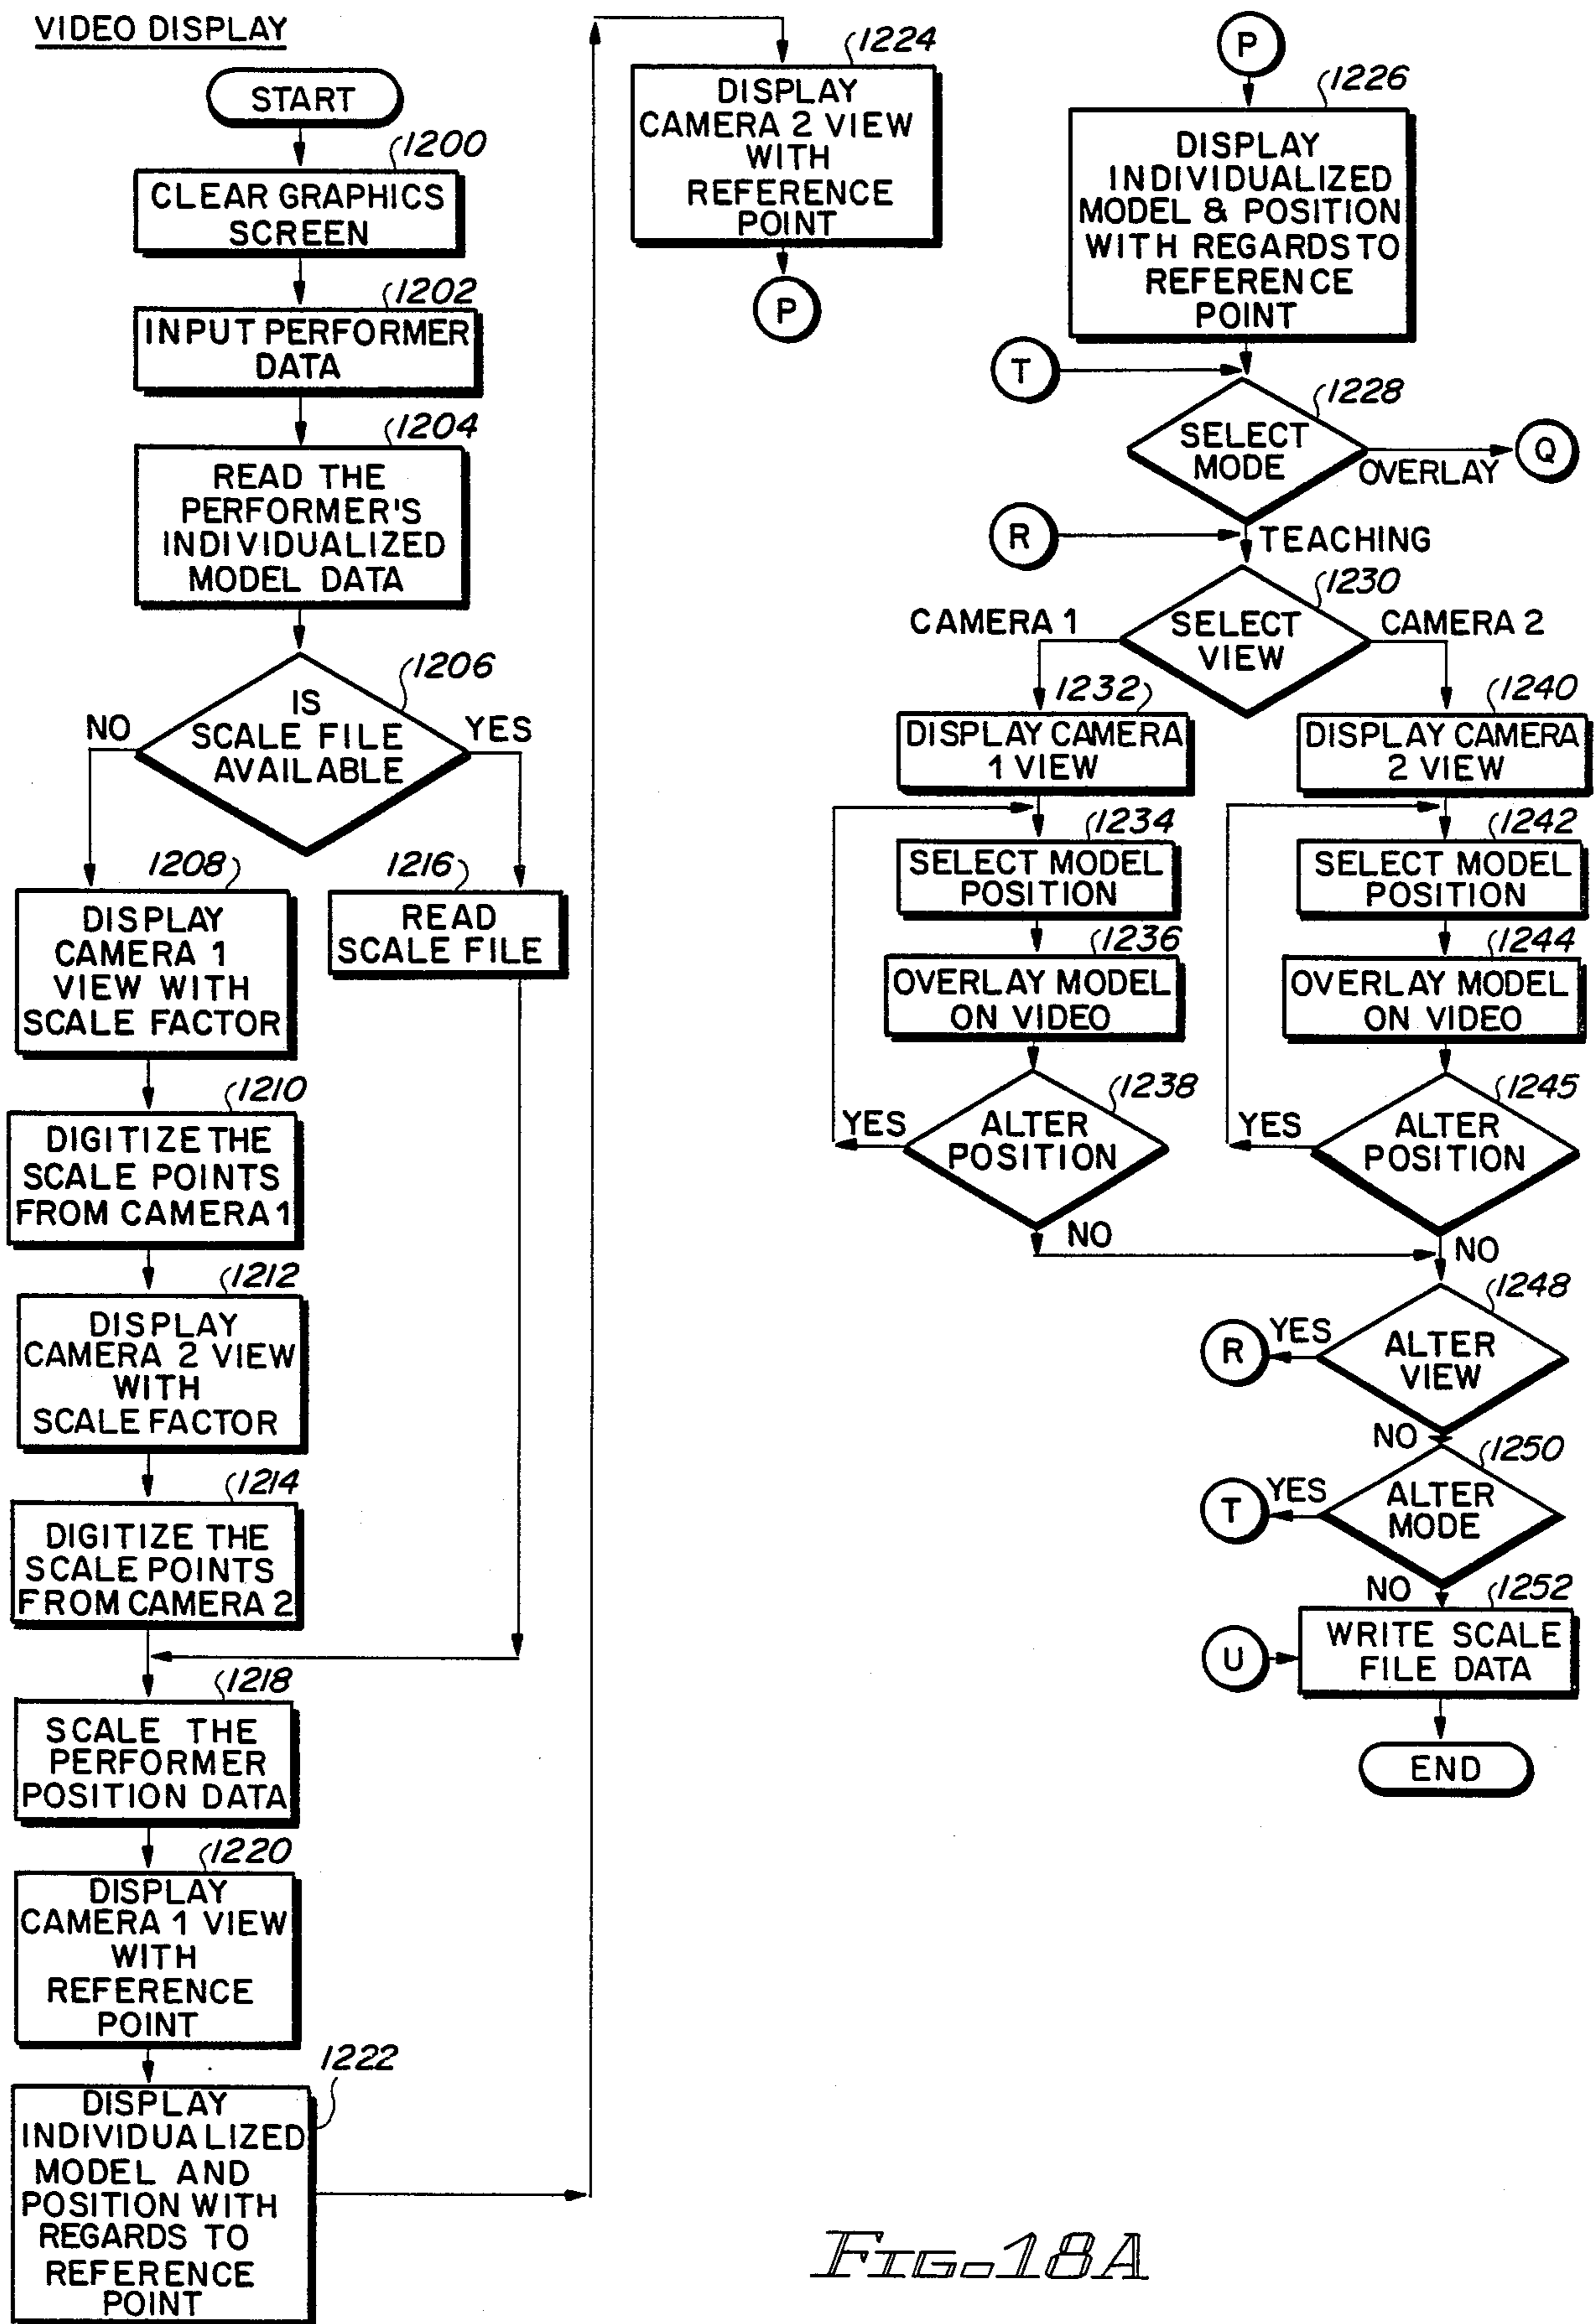 VIDEO DISPLAY
START
1200
CLEAR GRAPHICS
SCREEN
1202
INPUT PERFORMER
DATA
1204
READ THE
PERFORMER'S
INDIVIDUALIZED
MODEL DATA
1206
IS
SCALE FILE
AVAILABLE
NO
YES
1208
DISPLAY
CAMERA 1
VIEW WITH
SCALE FACTOR
1216
READ
SCALE FILE
1210
DIGITIZE THE
SCALE POINTS
FROM CAMERA 1
1212
DISPLAY
CAMERA 2 VIEW
WITH
SCALE FACTOR
1214
DIGITIZE THE
SCALE POINTS
FROM CAMERA 2
1218
SCALE THE
PERFORMER
POSITION DATA
1220
DISPLAY
CAMERA 1 VIEW
WITH
REFERENCE
POINT
1222
DISPLAY
INDIVIDUALIZED
MODEL AND
POSITION WITH
REGARDS TO
REFERENCE
POINT
1224
DISPLAY
CAMERA 2 VIEW
WITH
REFERENCE
POINT
P
P
1226
DISPLAY
INDIVIDUALIZED
MODEL & POSITION
WITH REGARDS TO
REFERENCE
POINT
T
1228
SELECT
MODE
OVERLAY
Q
R
TEACHING
1230
SELECT
VIEW
CAMERA 1
CAMERA 2
1232
DISPLAY CAMERA
1 VIEW
1234
SELECT MODEL
POSITION
1236
OVERLAY MODEL
ON VIDEO
1238
ALTER
POSITION
YES
NO
1240
DISPLAY CAMERA
2 VIEW
1242
SELECT MODEL
POSITION
1244
OVERLAY MODEL
ON VIDEO
1245
ALTER
POSITION
YES
NO
1248
ALTER
VIEW
YES
R
NO
1250
ALTER
MODE
YES
T
NO
1252
WRITE SCALE
FILE DATA
U
END
FIG.18A